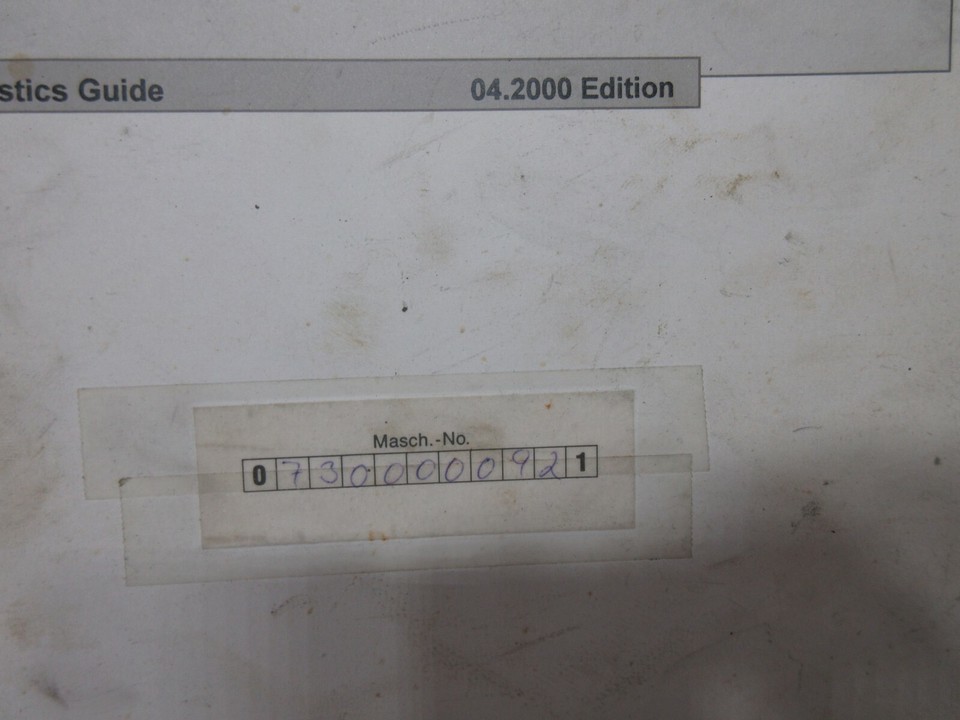 stics Guide 04.2000 Edition
Masch.-No.
07300000921